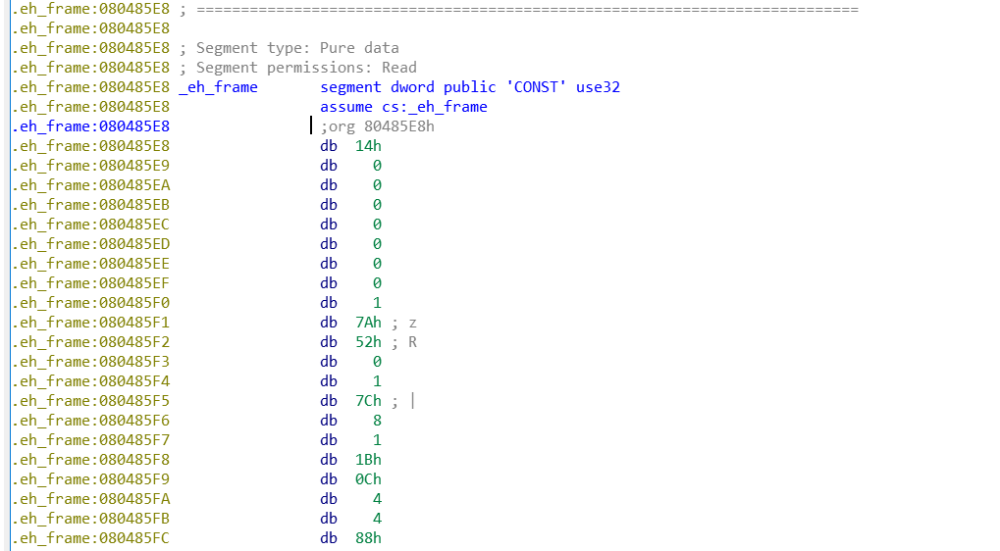 .eh_frame:080485E8 ; ===========================================================================
.eh_frame:080485E8
.eh_frame:080485E8 ; Segment type: Pure data
.eh_frame:080485E8 ; Segment permissions: Read
.eh_frame:080485E8 _eh_frame segment dword public 'CONST' use32
.eh_frame:080485E8 assume cs:_eh_frame
.eh_frame:080485E8 ;org 80485E8h
.eh_frame:080485E8 db 14h
.eh_frame:080485E9 db 0
.eh_frame:080485EA db 0
.eh_frame:080485EB db 0
.eh_frame:080485EC db 0
.eh_frame:080485ED db 0
.eh_frame:080485EE db 0
.eh_frame:080485EF db 0
.eh_frame:080485F0 db 1
.eh_frame:080485F1 db 7Ah ; z
.eh_frame:080485F2 db 52h ; R
.eh_frame:080485F3 db 0
.eh_frame:080485F4 db 1
.eh_frame:080485F5 db 7Ch ; |
.eh_frame:080485F6 db 8
.eh_frame:080485F7 db 1
.eh_frame:080485F8 db 1Bh
.eh_frame:080485F9 db 0Ch
.eh_frame:080485FA db 4
.eh_frame:080485FB db 4
.eh_frame:080485FC db 88h